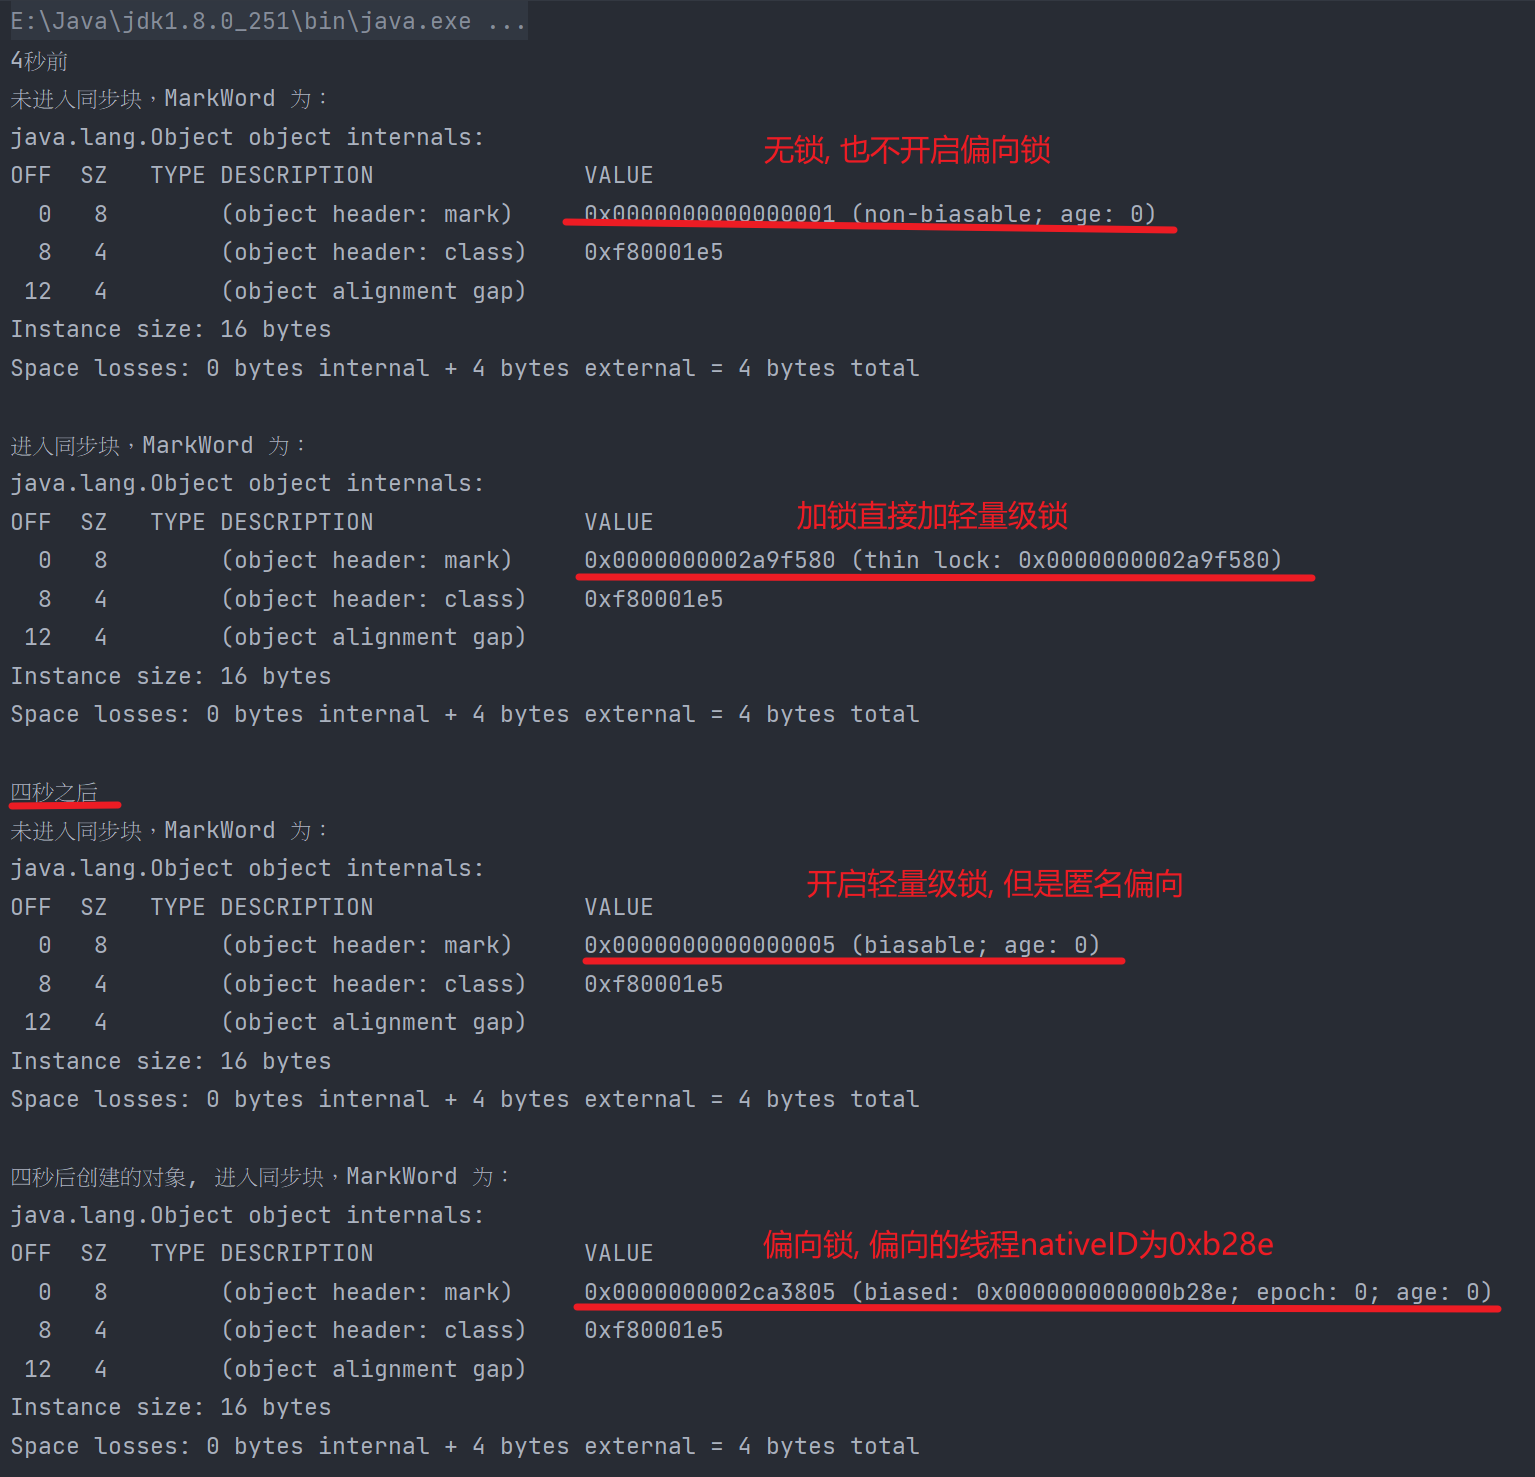 E:\Java\jdk1.8.0_251\bin\java.exe ...
4秒前
未进入同步块，MarkWord 为：
java.lang.Object object internals:
无锁, 也不开启偏向锁
OFF  SZ   TYPE DESCRIPTION               VALUE
  0   8        (object header: mark)     0x0000000000000001 (non-biasable; age: 0)
  8   4        (object header: class)    0xf80001e5
 12   4        (object alignment gap)
Instance size: 16 bytes
Space losses: 0 bytes internal + 4 bytes external = 4 bytes total
进入同步块，MarkWord 为：
java.lang.Object object internals:
加锁直接加轻量级锁
OFF  SZ   TYPE DESCRIPTION               VALUE
  0   8        (object header: mark)     0x0000000002a9f580 (thin lock: 0x0000000002a9f580)
  8   4        (object header: class)    0xf80001e5
 12   4        (object alignment gap)
Instance size: 16 bytes
Space losses: 0 bytes internal + 4 bytes external = 4 bytes total
四秒之后
未进入同步块，MarkWord 为：
java.lang.Object object internals:
开启轻量级锁, 但是匿名偏向
OFF  SZ   TYPE DESCRIPTION               VALUE
  0   8        (object header: mark)     0x0000000000000005 (biasable; age: 0)
  8   4        (object header: class)    0xf80001e5
 12   4        (object alignment gap)
Instance size: 16 bytes
Space losses: 0 bytes internal + 4 bytes external = 4 bytes total
四秒后创建的对象, 进入同步块，MarkWord 为：
java.lang.Object object internals:
偏向锁, 偏向的线程nativeID为0xb28e
OFF  SZ   TYPE DESCRIPTION               VALUE
  0   8        (object header: mark)     0x0000000002ca3805 (biased: 0x000000000000b28e; epoch: 0; age: 0)
  8   4        (object header: class)    0xf80001e5
 12   4        (object alignment gap)
Instance size: 16 bytes
Space losses: 0 bytes internal + 4 bytes external = 4 bytes total